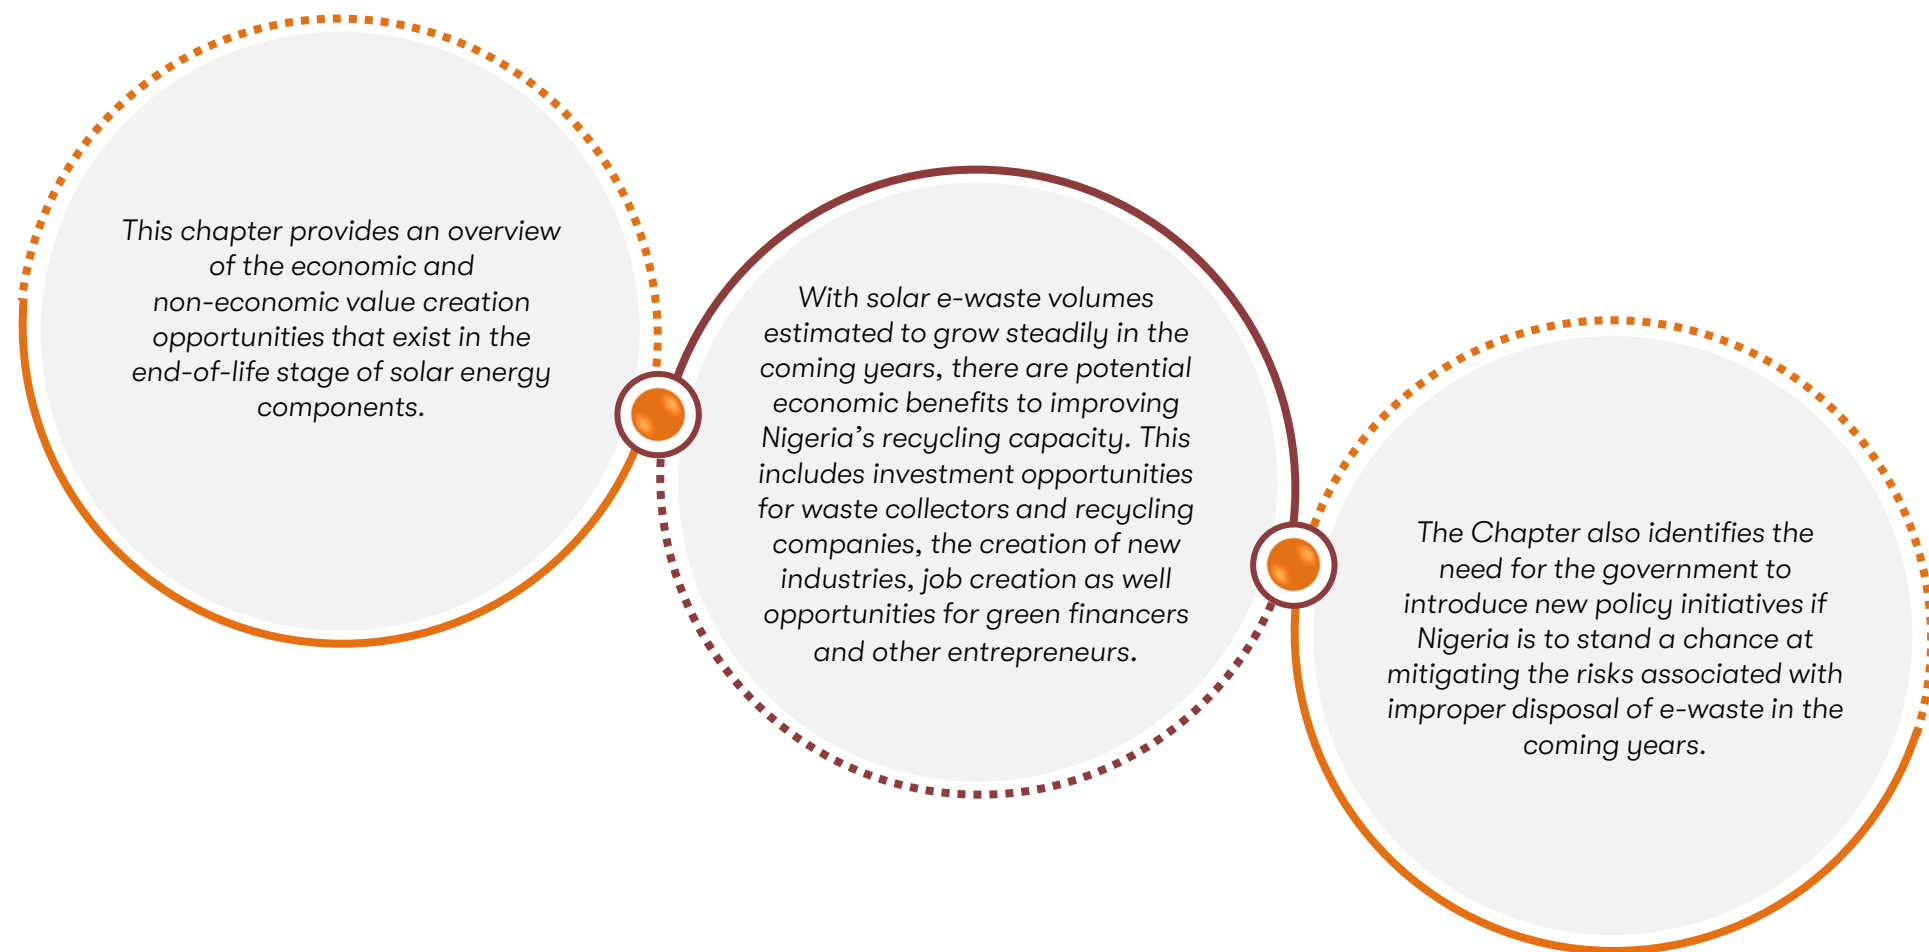 This chapter provides an overview
of the economic and
non-economic value creation
opportunities that exist in the
end-of-life stage of solar energy
components.
With solar e-waste volumes
estimated to grow steadily in the
coming years, there are potential
economic benefits to improving
Nigeria’s recycling capacity. This
includes investment opportunities
for waste collectors and recycling
companies, the creation of new
industries, job creation as well
opportunities for green financers
and other entrepreneurs.
The Chapter also identifies the
need for the government to
introduce new policy initiatives if
Nigeria is to stand a chance at
mitigating the risks associated with
improper disposal of e-waste in the
coming years.